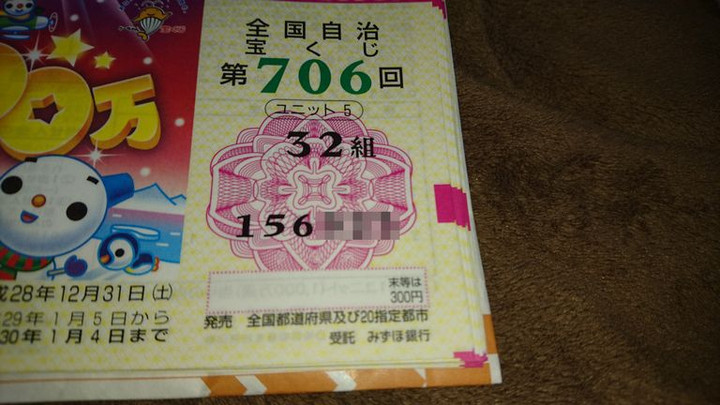 00万
全国自治
宝くじ
第706回
ユニット 5
32組
156
末等は
300円
28年12月31日(土)
29年1月5日から
30年1月4日まで
発売 全国都道府県及び20指定都市
受託 みずほ銀行